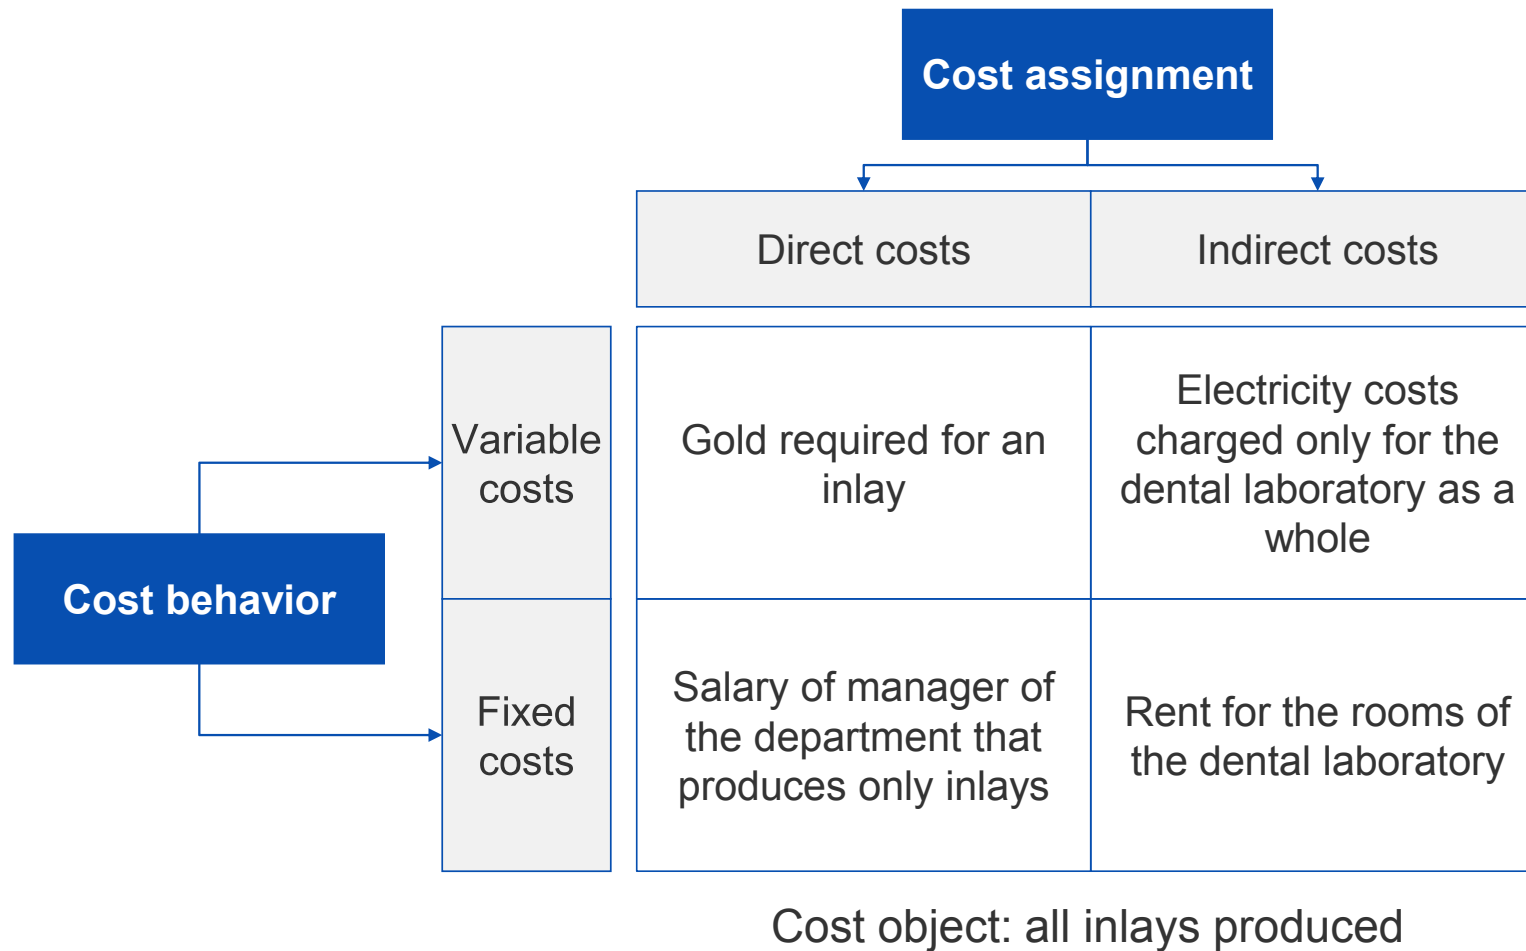 Cost assignment
Direct costs
Indirect costs
Variable
costs
Gold required for an
inlay
Electricity costs
charged only for the
dental laboratory as a
whole
Cost behavior
Fixed
costs
Salary of manager of
the department that
produces only inlays
Rent for the rooms of
the dental laboratory
Cost object: all inlays produced